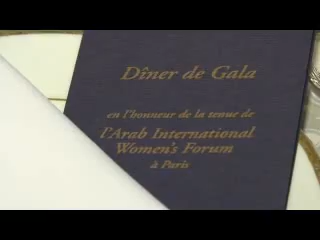 Dîner de Gala
en l'honneur de la tenue de
l'Arab International
Women's Forum
à Paris